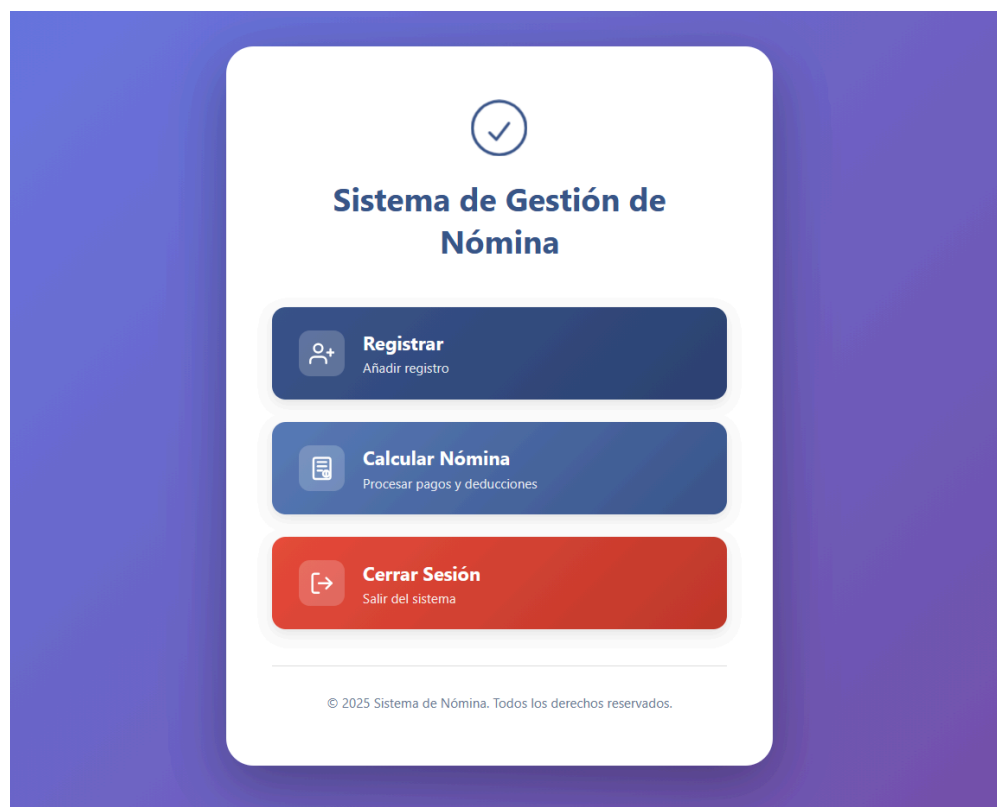 Sistema de Gestión de
Nómina
Registrar
Añadir registro
Calcular Nómina
Procesar pagos y deducciones
Cerrar Sesión
Salir del sistema
© 2025 Sistema de Nómina. Todos los derechos reservados.